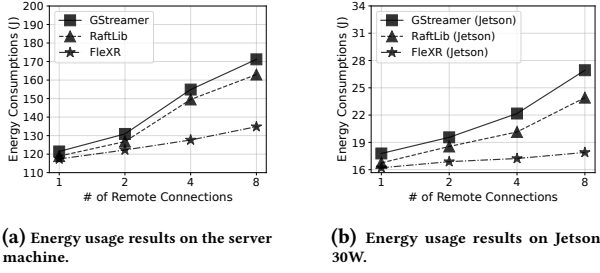 200
190
180
170
160
150
140
130
120
110
Energy Consumptions (J)
GStreamer
RaftLib
FleXR
1 2 4 8
# of Remote Connections
34
31
28
25
22
19
16
Energy Consumptions (J)
GStreamer (Jetson)
RaftLib (Jetson)
FleXR (Jetson)
1 2 4 8
# of Remote Connections
(a) Energy usage results on the server
machine.
(b) Energy usage results on Jetson
30W.